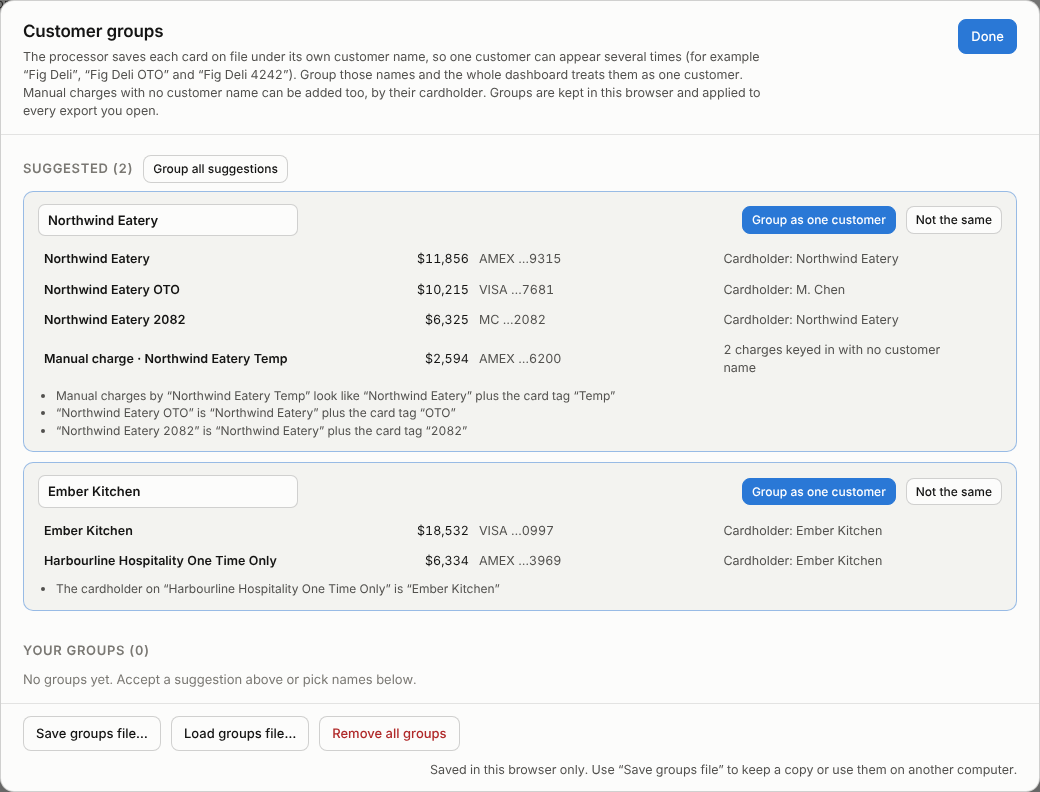 Customer groups
Done
The processor saves each card on file under its own customer name, so one customer can appear several times (for example
“Fig Deli”, “Fig Deli OTO” and “Fig Deli 4242”). Group those names and the whole dashboard treats them as one customer.
Manual charges with no customer name can be added too, by their cardholder. Groups are kept in this browser and applied to
every export you open.
SUGGESTED (2) Group all suggestions
Northwind Eatery Group as one customer Not the same
Northwind Eatery $11,856 AMEX …9315 Cardholder: Northwind Eatery
Northwind Eatery OTO $10,215 VISA …7681 Cardholder: M. Chen
Northwind Eatery 2082 $6,325 MC …2082 Cardholder: Northwind Eatery
Manual charge · Northwind Eatery Temp $2,594 AMEX …6200 2 charges keyed in with no customer
name
• Manual charges by “Northwind Eatery Temp” look like “Northwind Eatery” plus the card tag “Temp”
• “Northwind Eatery OTO” is “Northwind Eatery” plus the card tag “OTO”
• “Northwind Eatery 2082” is “Northwind Eatery” plus the card tag “2082”
Ember Kitchen Group as one customer Not the same
Ember Kitchen $18,532 VISA …0997 Cardholder: Ember Kitchen
Harbourline Hospitality One Time Only $6,334 AMEX …3969 Cardholder: Ember Kitchen
• The cardholder on “Harbourline Hospitality One Time Only” is “Ember Kitchen”
YOUR GROUPS (0)
No groups yet. Accept a suggestion above or pick names below.
Save groups file… Load groups file… Remove all groups
Saved in this browser only. Use “Save groups file” to keep a copy or use them on another computer.